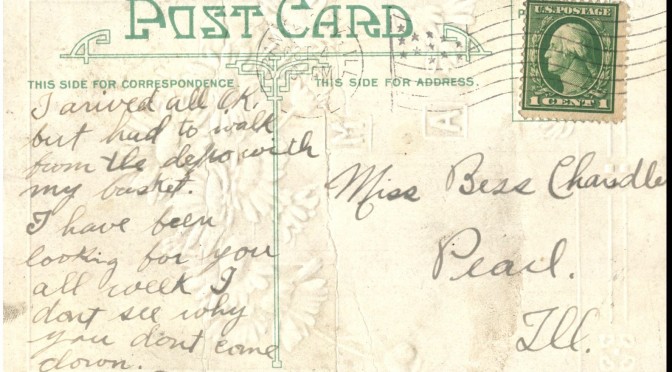 POST CARD
THIS SIDE FOR CORRESPONDENCE
THIS SIDE FOR ADDRESS.
U.S. POSTAGE
1 CENT 1
I arived all O.K.
but had to walk
from the depo with
my basket.
I have been
looking for you
all week I
dont see why
you dont come
down.
Miss Bess Chandle
Pearl.
Ill.